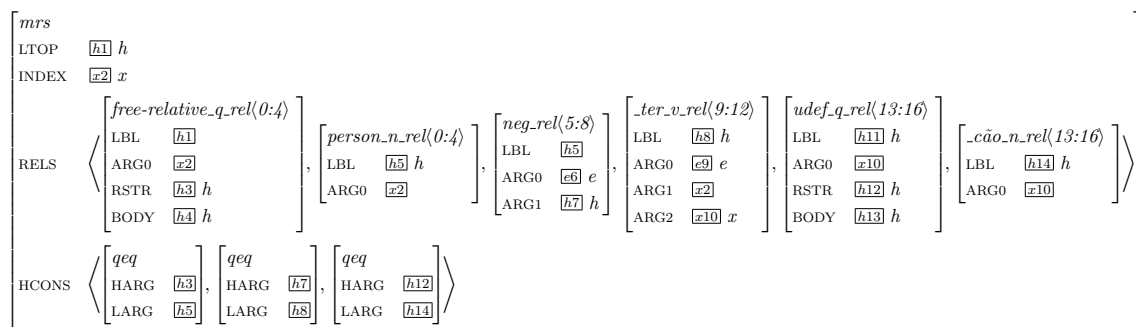 mrs
LTOP h1 h
INDEX x2 x
RELS ⟨[free-relative_q_rel⟨0:4⟩
LBL h1
ARG0 x2
RSTR h3 h
BODY h4 h],
[person_n_rel⟨0:4⟩
LBL h5 h
ARG0 x2],
[neg_rel⟨5:8⟩
LBL h5
ARG0 e6 e
ARG1 h7 h],
[_ter_v_rel⟨9:12⟩
LBL h8 h
ARG0 e9 e
ARG1 x2
ARG2 x10 x],
[udef_q_rel⟨13:16⟩
LBL h11 h
ARG0 x10
RSTR h12 h
BODY h13 h],
[_cão_n_rel⟨13:16⟩
LBL h14 h
ARG0 x10]⟩
HCONS ⟨[qeq
HARG h3
LARG h5],
[qeq
HARG h7
LARG h8],
[qeq
HARG h12
LARG h14]⟩